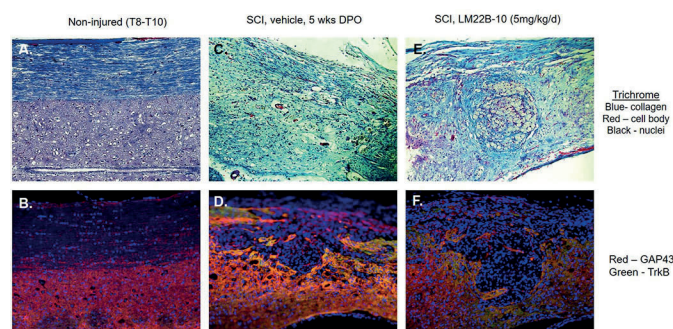 Non-injured (T8-T10)
SCI, vehicle, 5 wks DPO
SCI, LM22B-10 (5mg/kg/d)
A.
C.
E.
Trichrome
Blue- collagen
Red – cell body
Black - nuclei
B.
D.
F.
Red – GAP43
Green - TrkB